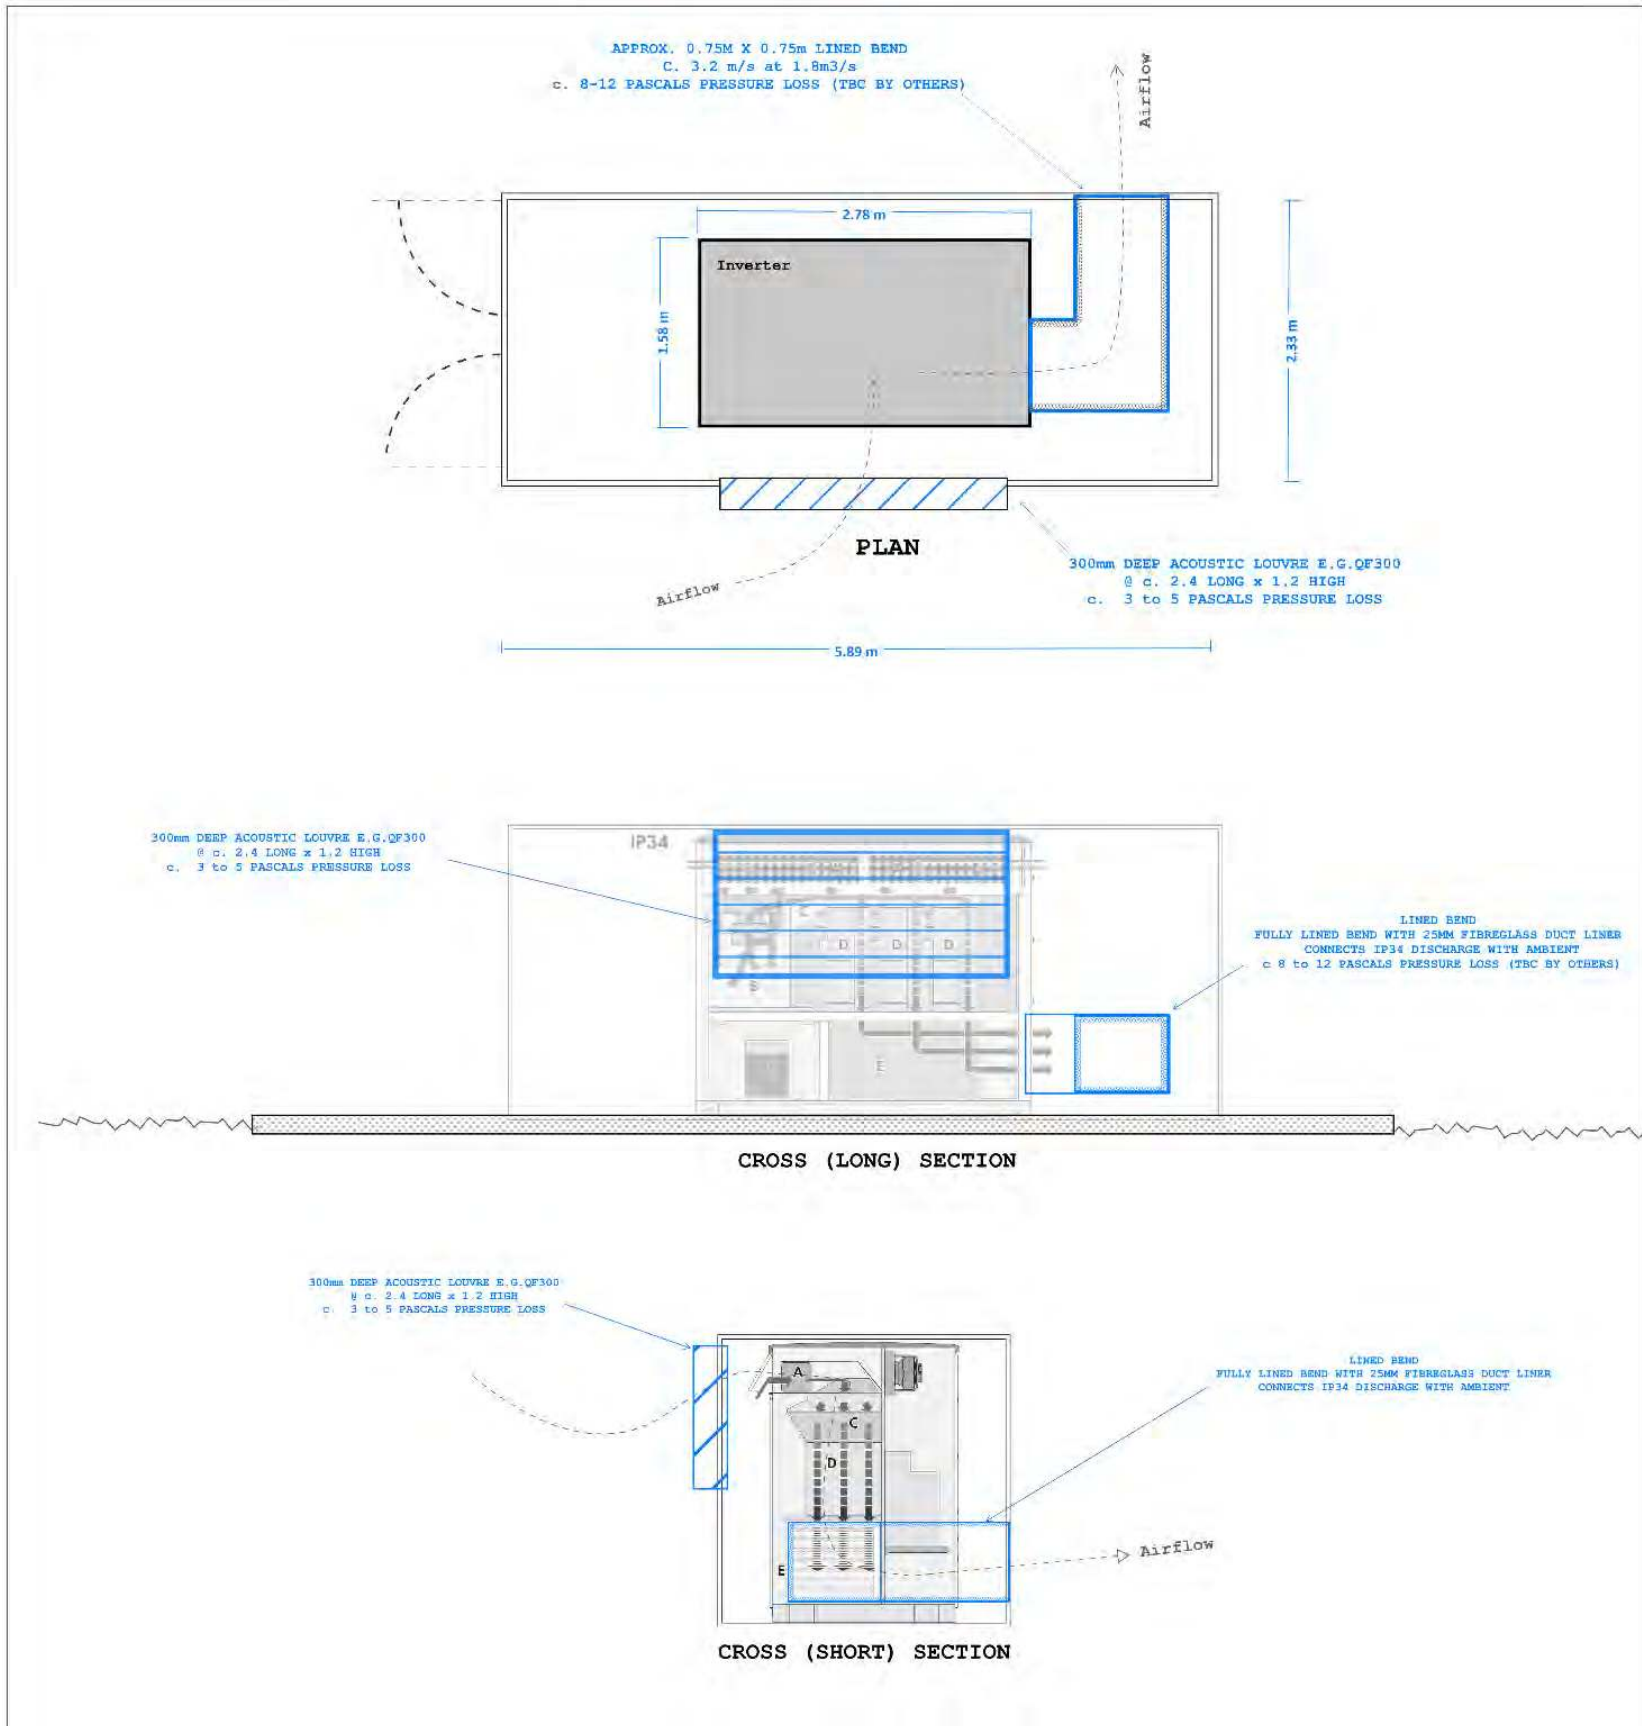 APPROX. 0.75M X 0.75m LINED BEND
C. 3.2 m/s at 1.8m3/s
c. 8-12 PASCALS PRESSURE LOSS (TBC BY OTHERS)
Airflow
2.78 m
Inverter
1.58 m
2.33 m
PLAN
Airflow
300mm DEEP ACOUSTIC LOUVRE E.G.QF300
@ c. 2.4 LONG x 1.2 HIGH
c. 3 to 5 PASCALS PRESSURE LOSS
5.89 m
300mm DEEP ACOUSTIC LOUVRE E.G.QF300
@ c. 2.4 LONG x 1.2 HIGH
c. 3 to 5 PASCALS PRESSURE LOSS
IP34
D D D
E
LINED BEND
FULLY LINED BEND WITH 25MM FIBREGLASS DUCT LINER
CONNECTS IP34 DISCHARGE WITH AMBIENT
c 8 to 12 PASCALS PRESSURE LOSS (TBC BY OTHERS)
CROSS (LONG) SECTION
300mm DEEP ACOUSTIC LOUVRE E.G.QF300
@ c. 2.4 LONG x 1.2 HIGH
c. 3 to 5 PASCALS PRESSURE LOSS
A
C
D
E
LINED BEND
FULLY LINED BEND WITH 25MM FIBREGLASS DUCT LINER
CONNECTS IP34 DISCHARGE WITH AMBIENT
Airflow
CROSS (SHORT) SECTION